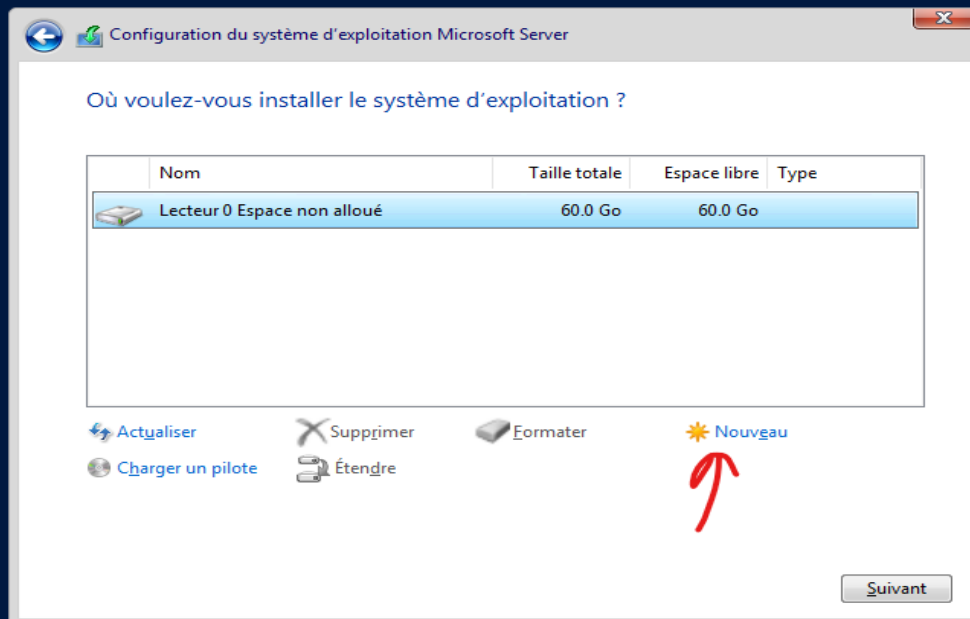 Configuration du système d'exploitation Microsoft Server
Où voulez-vous installer le système d'exploitation ?
Nom Taille totale Espace libre Type
Lecteur 0 Espace non alloué 60.0 Go 60.0 Go
Actualiser Supprimer Formater Nouveau
Charger un pilote Étendre
Suivant